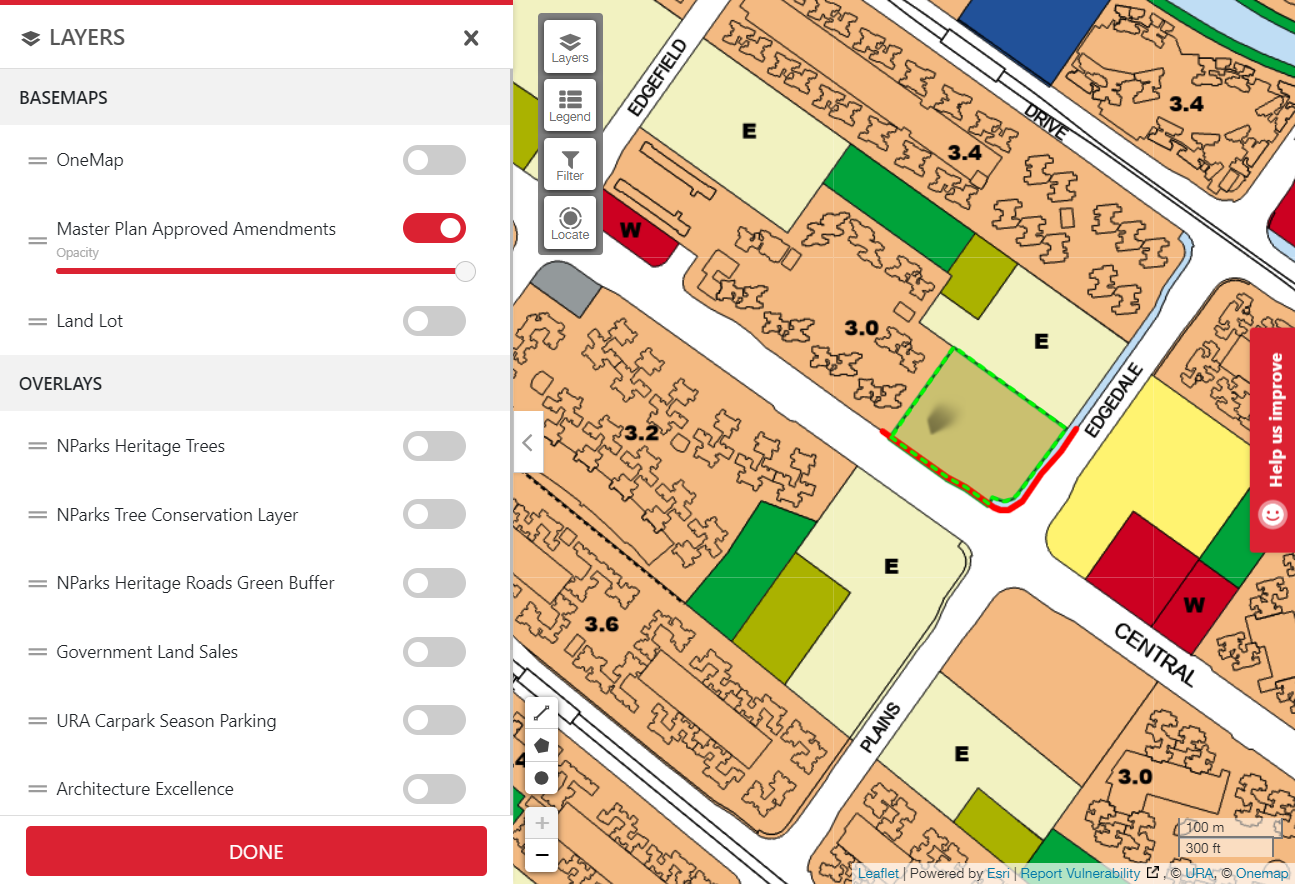 LAYERS
BASEMAPS
OneMap
Master Plan Approved Amendments
Opacity
Land Lot
OVERLAYS
NParks Heritage Trees
NParks Tree Conservation Layer
NParks Heritage Roads Green Buffer
Government Land Sales
URA Carpark Season Parking
Architecture Excellence
DONE
Layers
Legend
Filter
Locate
EDGEFIELD
E
3.4
DRIVE
3.4
W
3.0
E
EDGEDALE
Help us improve
3.2
E
W
3.6
CENTRAL
PLAINS
E
3.0
4
+
−
100 m
300 ft
Leaflet | Powered by Esri | Report Vulnerability , © URA, © Onemap